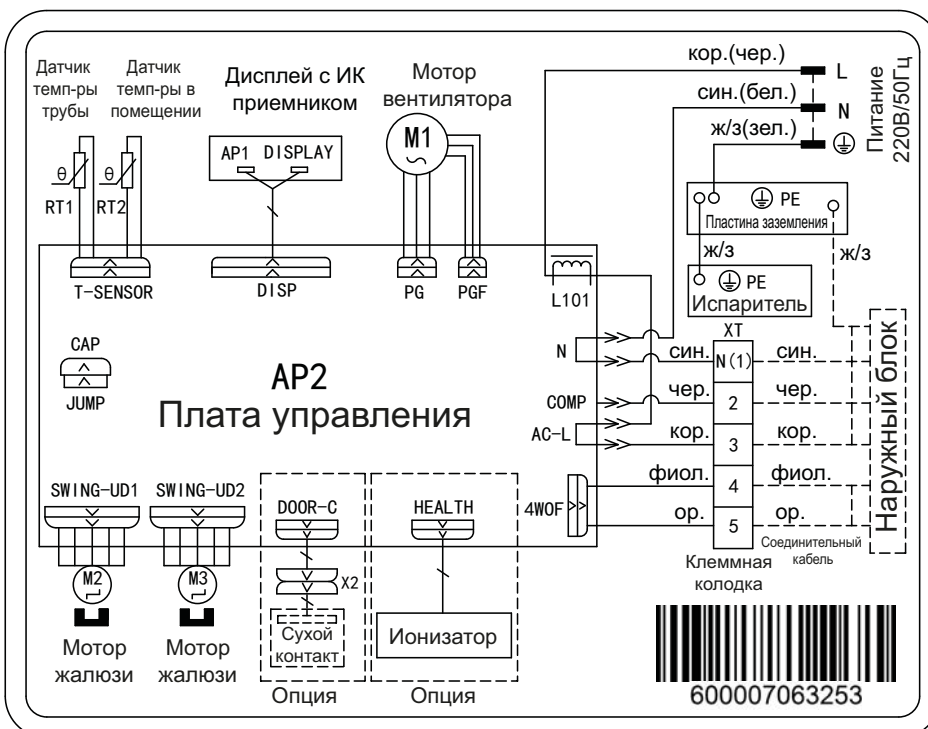 Датчик
темп-ры
трубы
Датчик
темп-ры в
помещении
Дисплей с ИК
приемником
Мотор
вентилятора
кор.(чер.)
L
син.(бел.)
N
ж/з(зел.)
Питание
220В/50Гц
AP1 DISPLAY
M1
θ
θ
RT1
RT2
PE
Пластина заземления
ж/з
ж/з
PE
Испаритель
T-SENSOR
DISP
PG
PGF
L101
XT
CAP
JUMP
AP2
Плата управления
N
син.
N(1)
син.
COMP
чер.
2
чер.
AC-L
кор.
3
кор.
фиол.
4
фиол.
4WOF
ор.
5
ор.
Наружный блок
Соединительный
кабель
Клеммная
колодка
SWING-UD1
SWING-UD2
DOOR-C
HEALTH
M2
M3
X2
Сухой
контакт
Ионизатор
Мотор
жалюзи
Мотор
жалюзи
Опция
Опция
600007063253